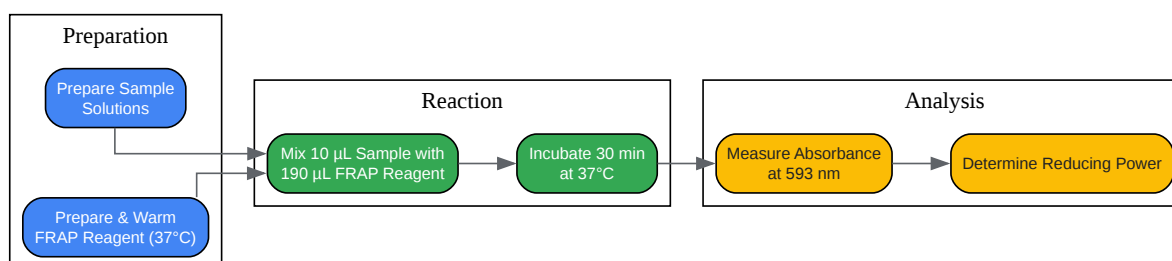 Preparation
Prepare Sample
Solutions
Prepare & Warm
FRAP Reagent (37°C)
Reaction
Mix 10 µL Sample with
190 µL FRAP Reagent
Incubate 30 min
at 37°C
Analysis
Measure Absorbance
at 593 nm
Determine Reducing Power